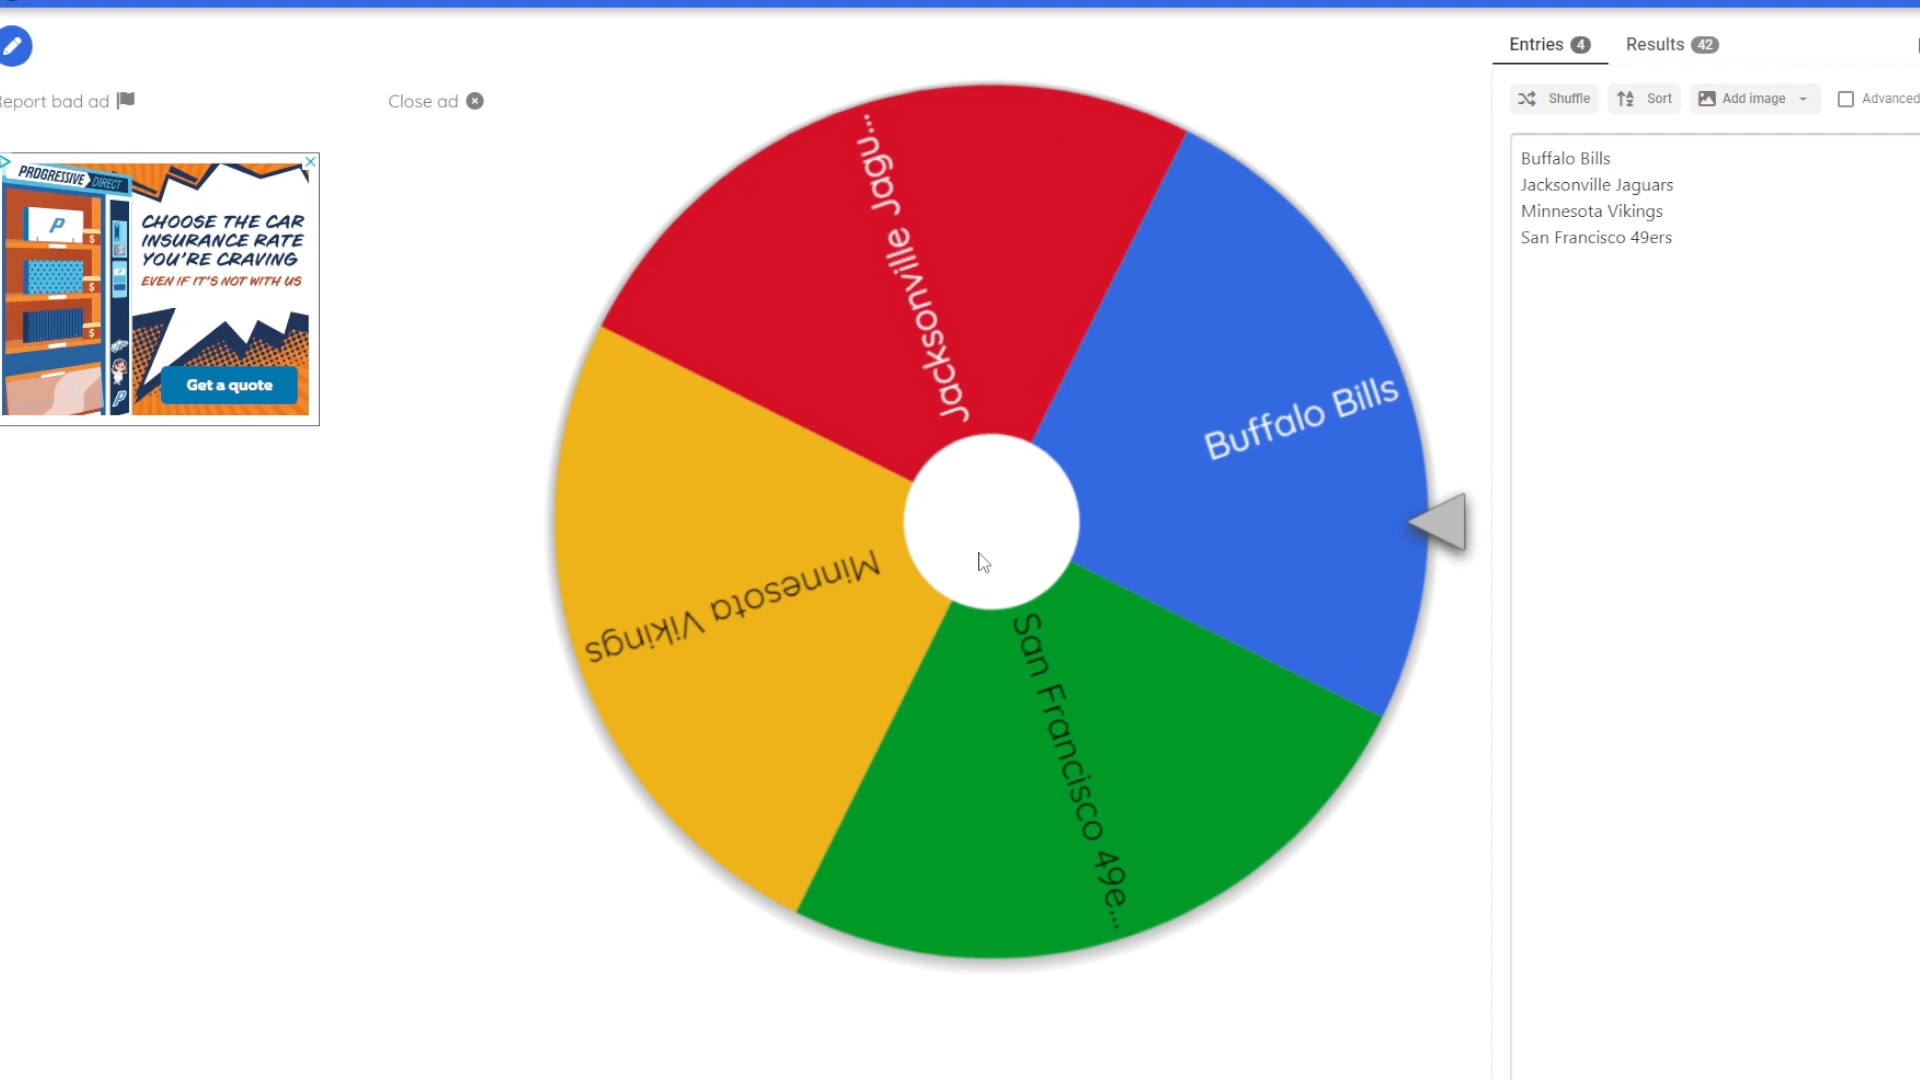 Entries 4
Results 42
Report bad ad
Close ad
Shuffle
Sort
Add image
Advanced
PROGRESSIVE DIRECT
P
$
$
$
P
CHOOSE THE CAR
INSURANCE RATE
YOU'RE CRAVING
EVEN IF IT'S NOT WITH US
Get a quote
Jacksonville Jagu...
Buffalo Bills
Minnesota Vikings
San Francisco 49e...
Buffalo Bills
Jacksonville Jaguars
Minnesota Vikings
San Francisco 49ers